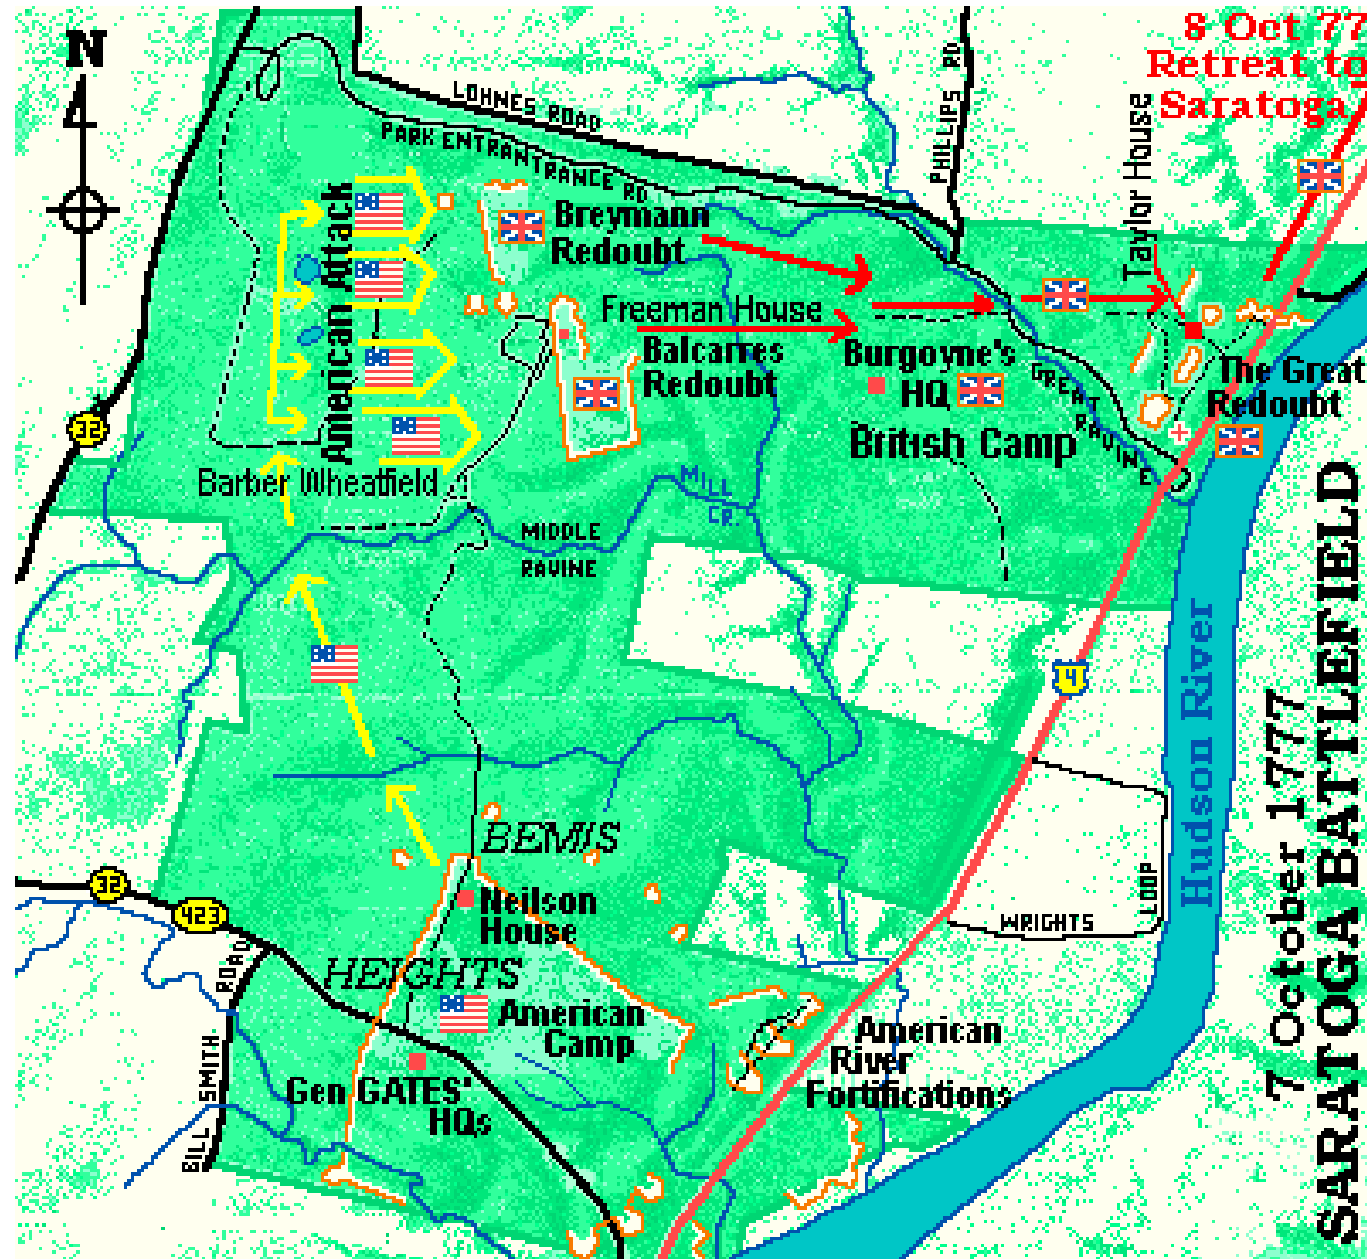 8 Oct 77
Retreat to
Saratoga
N
LOHNES ROAD
PHILLIPS RD
Taylor House
PARK ENTRANTRANCE RD
Breymann
Redoubt
American Attack
Freeman House
Balcarres
Redoubt
Burgoyne's
HQ
GREAT RAVINE
The Great
Redoubt
British Camp
32
Barber Wheatfield
MILL
CR.
MIDDLE
RAVINE
4
Hudson River
7 October 1777
SARATOGA BATTLEFIELD
BEMIS
32
423
Neilson
House
WRIGHTS
LOOP
HEIGHTS
BILL SMITH ROAD
American
Camp
American
River
Fortifications
Gen GATES'
HQs